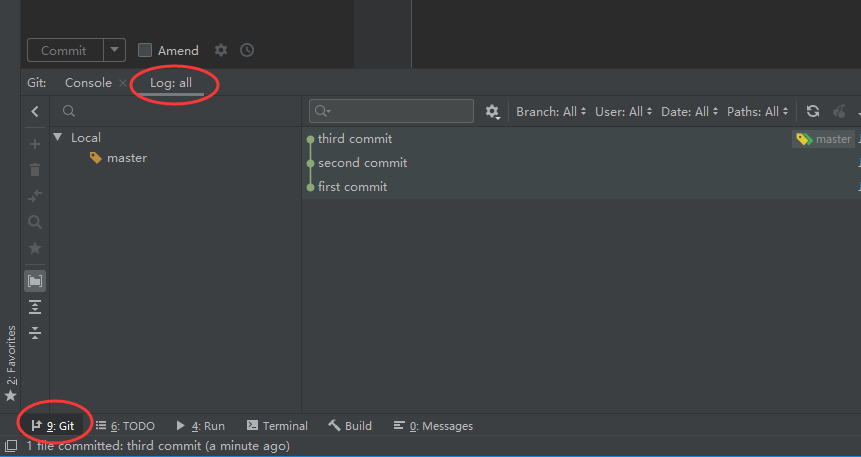 Commit Amend
Git: Console Log: all
Branch: All User: All Date: All Paths: All
Local
master
third commit master
second commit
first commit
2: Favorites
9: Git 6: TODO 4: Run Terminal Build 0: Messages
1 file committed: third commit (a minute ago)